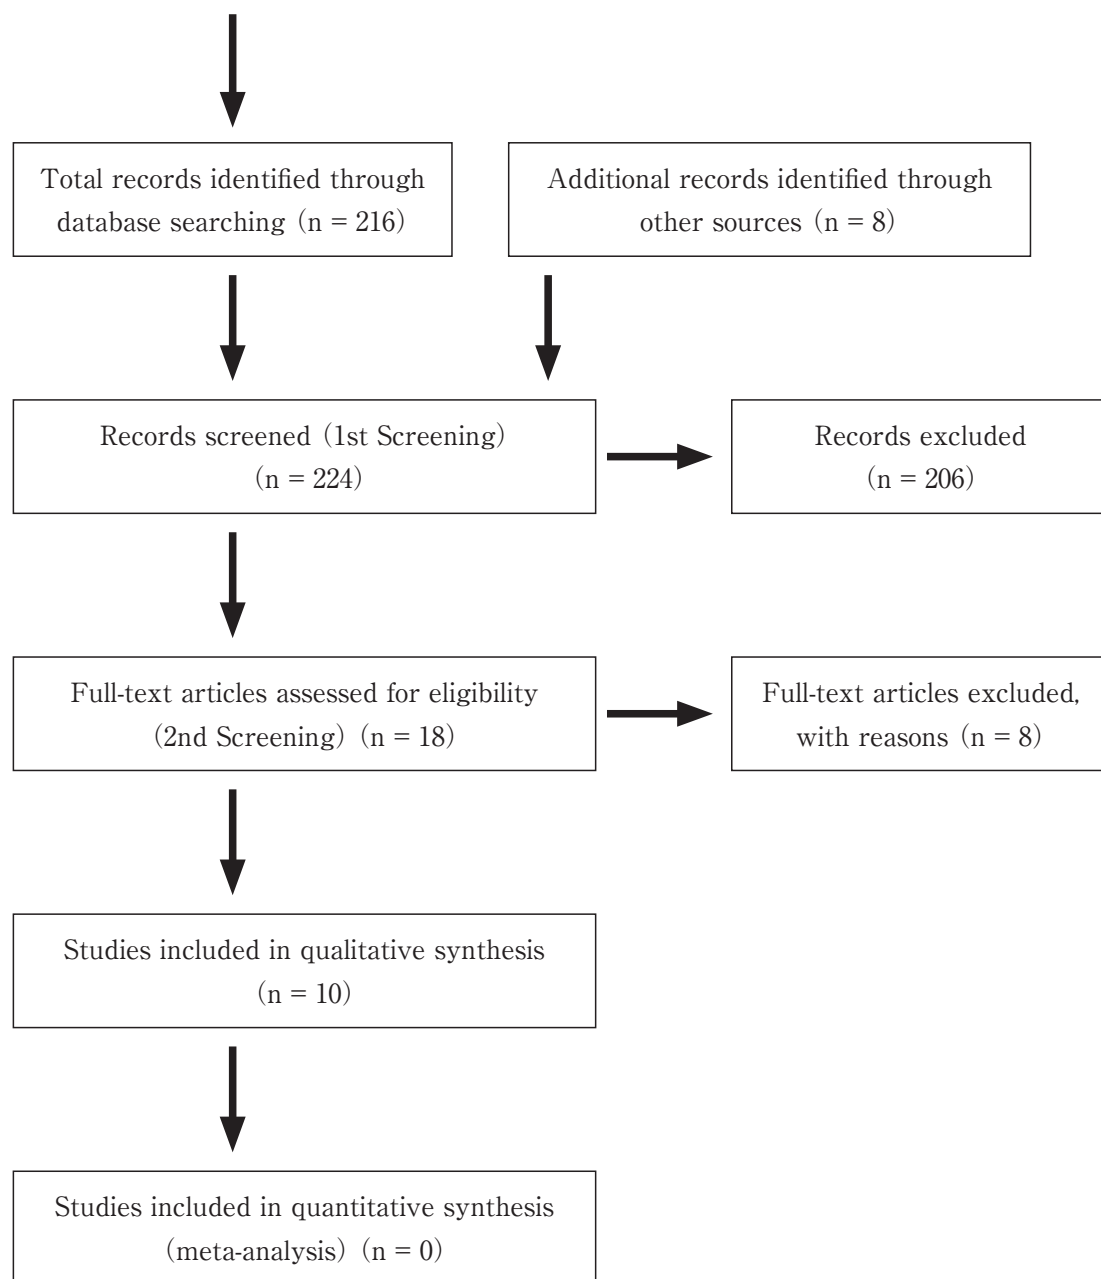 Total records identified through
database searching (n = 216)
Additional records identified through
other sources (n = 8)
Records screened (1st Screening)
(n = 224)
Records excluded
(n = 206)
Full-text articles assessed for eligibility
(2nd Screening) (n = 18)
Full-text articles excluded,
with reasons (n = 8)
Studies included in qualitative synthesis
(n = 10)
Studies included in quantitative synthesis
(meta-analysis) (n = 0)